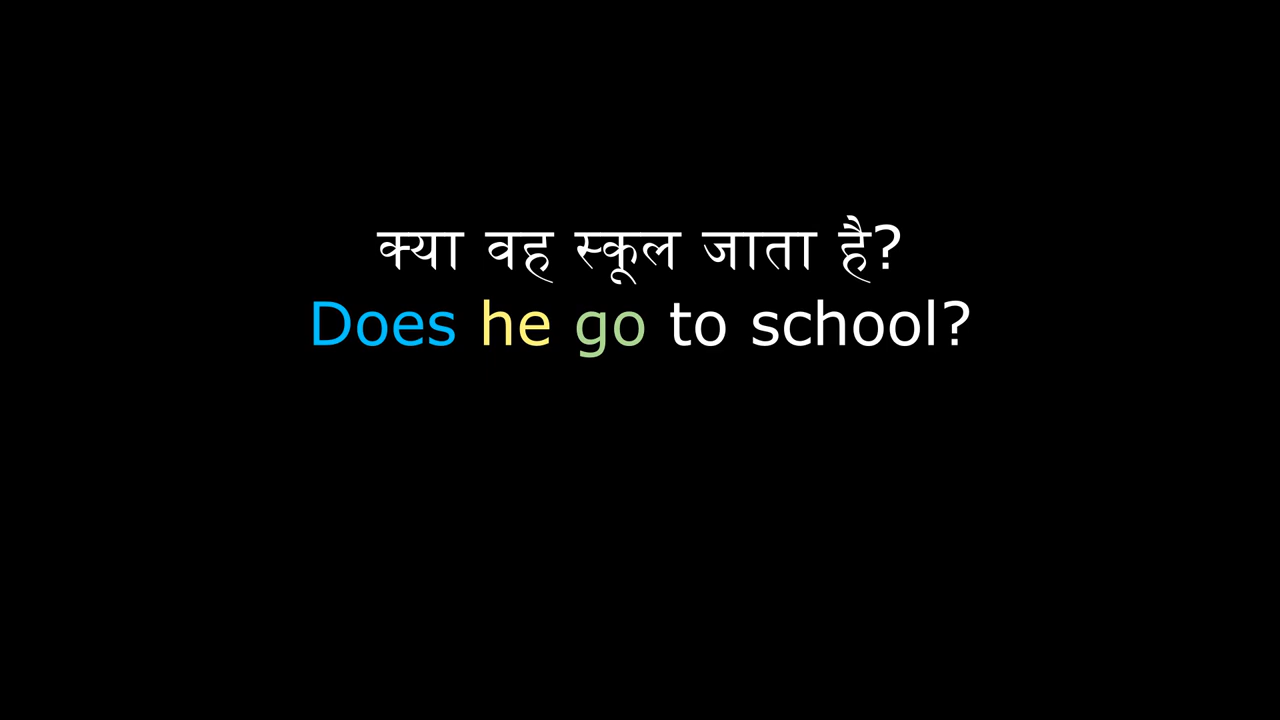 क्या वह स्कूल जाता है?
Does he go to school?